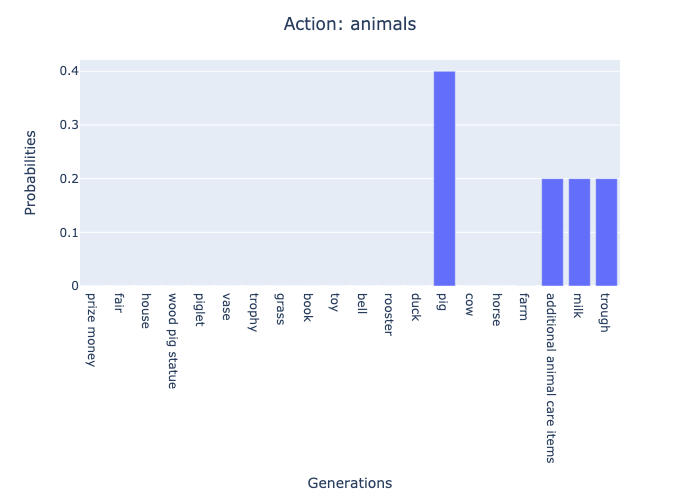 Action: animals
Probabilities
0.4
0.3
0.2
0.1
0
prize money
fair
house
wood pig statue
piglet
vase
trophy
grass
book
toy
bell
rooster
duck
pig
cow
horse
farm
additional animal care items
milk
trough
Generations